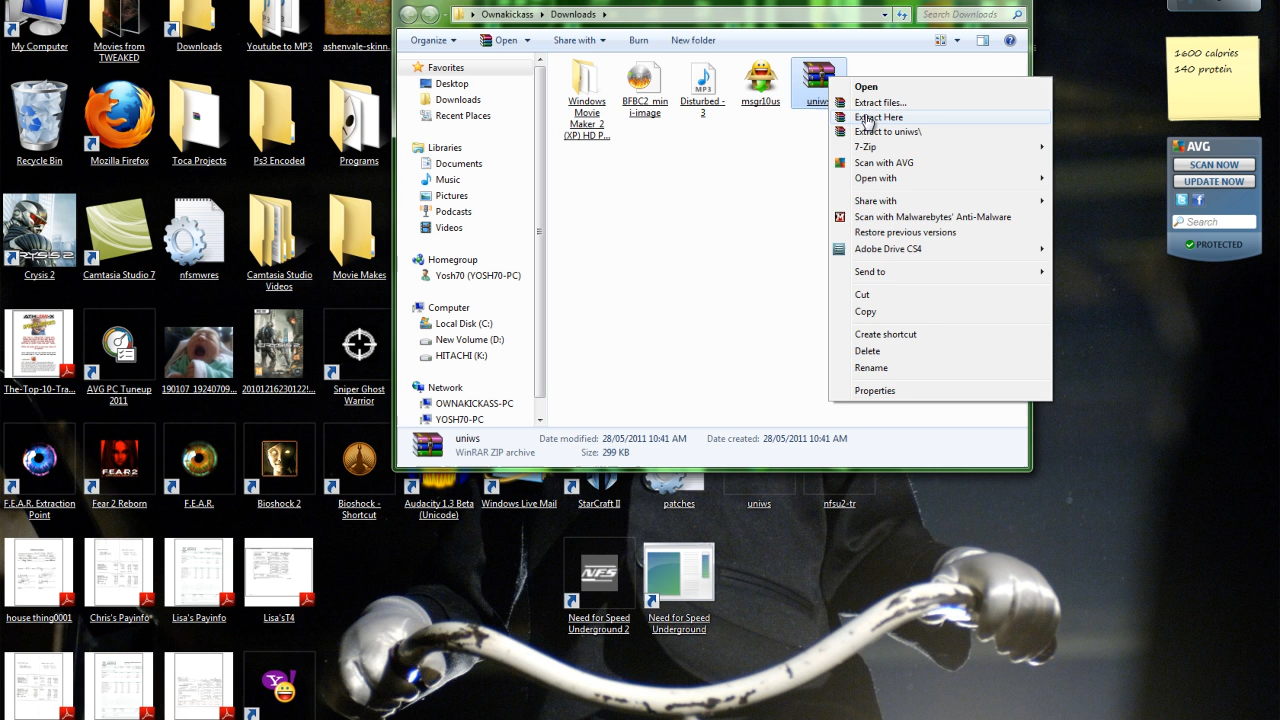 Ownakickass
Downloads
Search Downloads
Organize
Open
Share with
Burn
New folder
Favorites
Desktop
Downloads
Recent Places
Libraries
Documents
Music
Pictures
Podcasts
Videos
Homegroup
Yosh70 (YOSH70-PC)
Computer
Local Disk (C:)
New Volume (D:)
HITACHI (K:)
Network
OWNAKICKASS-PC
YOSH70-PC
Windows
Movie
Maker 2
(XP) HD P...
BFBC2_min
i-image
MP3
Disturbed -
3
msgr10us
uniws
Open
Extract files...
Extract Here
Extract to uniws\
7-Zip
Scan with AVG
Open with
Share with
Scan with Malwarebytes' Anti-Malware
Restore previous versions
Adobe Drive CS4
Send to
Cut
Copy
Create shortcut
Delete
Rename
Properties
uniws
Date modified: 28/05/2011 10:41 AM
Date created: 28/05/2011 10:41 AM
WinRAR ZIP archive
Size: 299 KB
My Computer
Movies from
TWEAKED
Downloads
Youtube to MP3
ashenvale-skinn...
Recycle Bin
Mozilla Firefox
Toca Projects
Ps3 Encoded
Programs
CRYSIS 2
Crysis 2
Camtasia Studio 7
nfsmwres
Camtasia Studio
Videos
Movie Makes
The-Top-10-Tra...
AVG PC Tuneup
2011
190107 19240709...
20101216230122!...
Sniper Ghost
Warrior
F.E.A.R. Extraction
Point
FEAR2
Fear 2 Reborn
F.E.A.R.
Bioshock 2
Bioshock -
Shortcut
Audacity 1.3 Beta
(Unicode)
Windows Live Mail
StarCraft II
patches
uniws
nfsu2-tr
house thing0001
Chris's Payinfo
Lisa's Payinfo
Lisa'sT4
NFS
Need for Speed
Underground 2
Need for Speed
Underground
1600 calories
140 protein
AVG
SCAN NOW
UPDATE NOW
Search
PROTECTED